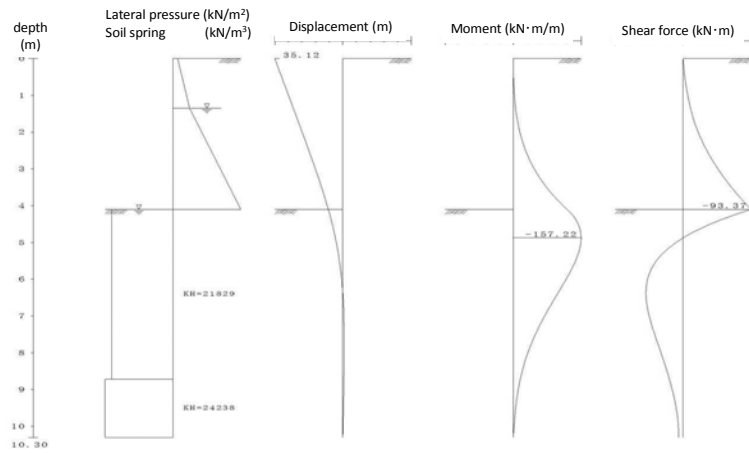 depth
(m)
Lateral pressure (kN/m²)
Soil spring (kN/m³)
Displacement (m)
Moment (kN·m/m)
Shear force (kN·m)
0
1
2
3
4
5
6
7
8
9
10
10.30
KH=21829
KH=24238
35.12
-157.22
-93.37